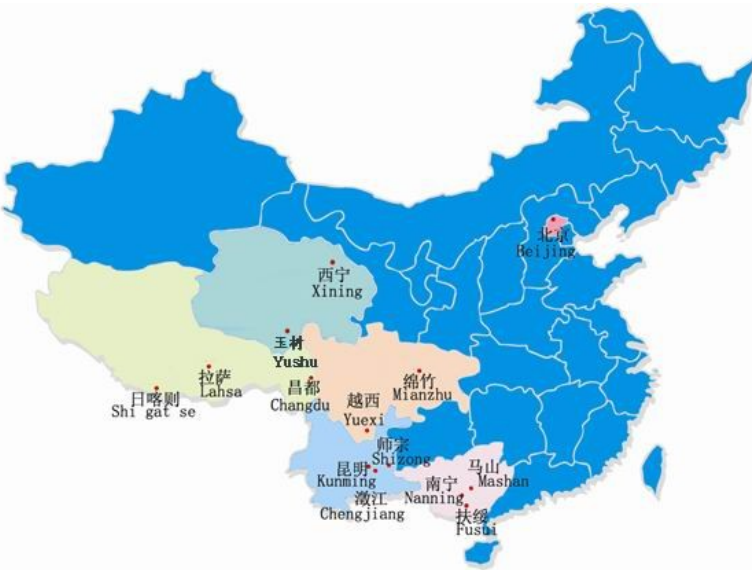 北京
Beijing
西宁
Xining
玉树
Yushu
拉萨
Lahsa
日喀则
Shi gat se
昌都
Changdu
绵竹
Mianzhu
越西
Yuexi
师宗
Shizong
昆明
Kunming
澂江
Chengjiang
马山
Mashan
南宁
Nanning
扶绥
Fusui